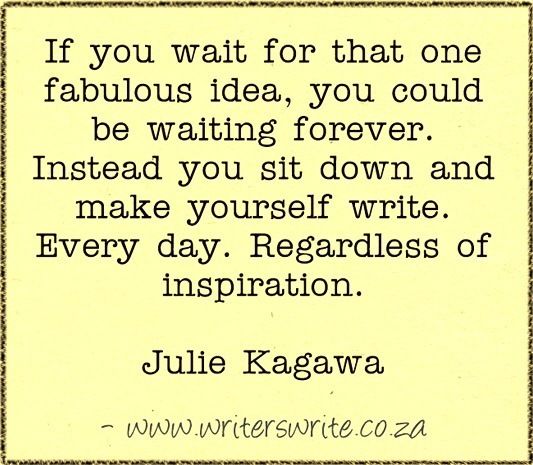 If you wait for that one
fabulous idea, you could
be waiting forever.
Instead you sit down and
make yourself write.
Every day. Regardless of
inspiration.
Julie Kagawa
- www.writerswrite.co.za